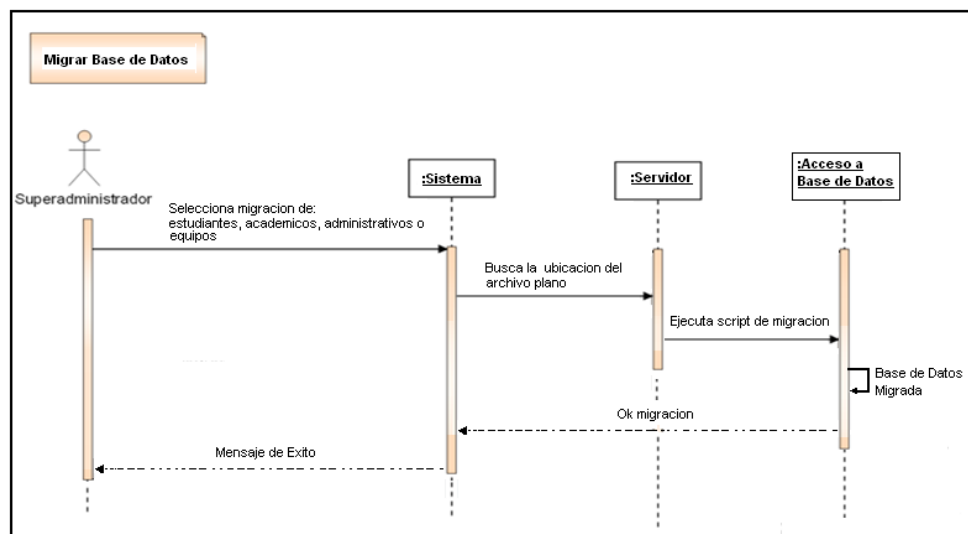 Migrar Base de Datos
Superadministrador
:Sistema
:Servidor
:Acceso a
Base de Datos
Selecciona migracion de:
estudiantes, academicos, administrativos o
equipos
Busca la ubicacion del
archivo plano
Ejecuta script de migracion
Base de Datos
Migrada
Ok migracion
Mensaje de Exito